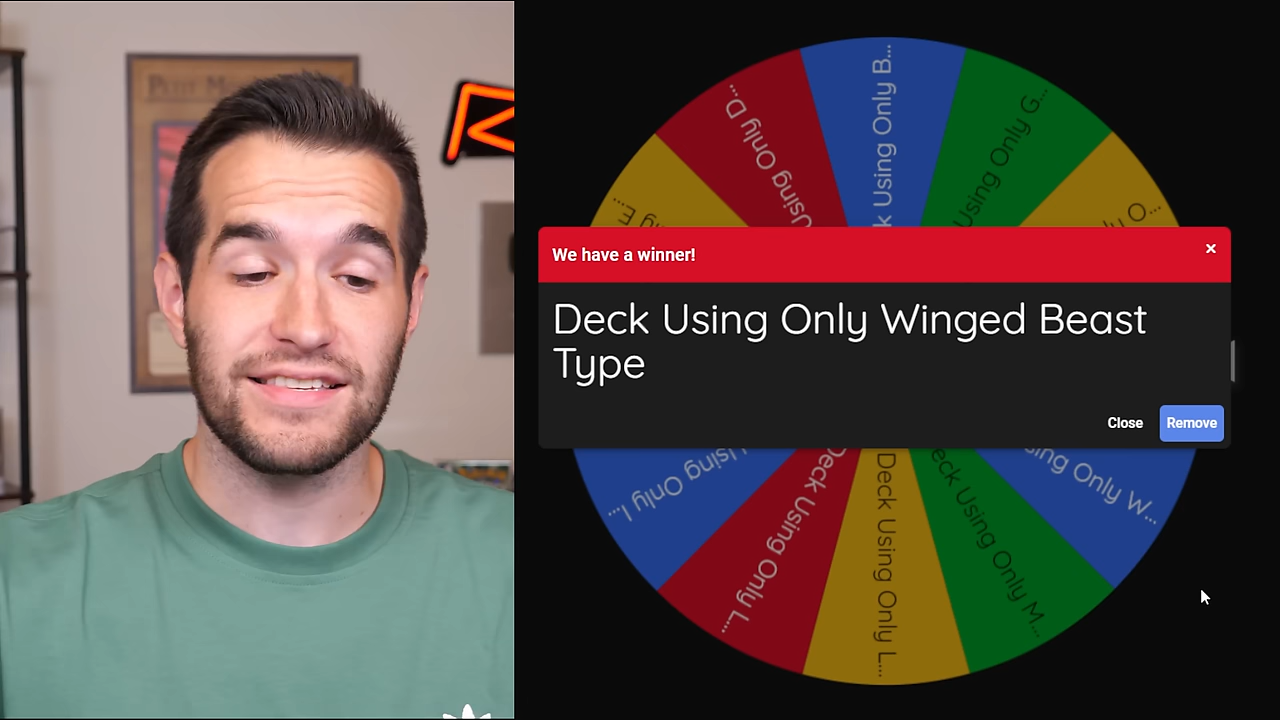 Using Only D...
Using Only B...
Using Only G...
We have a winner!
×
Deck Using Only Winged Beast
Type
Close
Remove
Using Only I...
Deck Using Only L...
Deck Using Only L...
Deck Using Only M...
Using Only W...